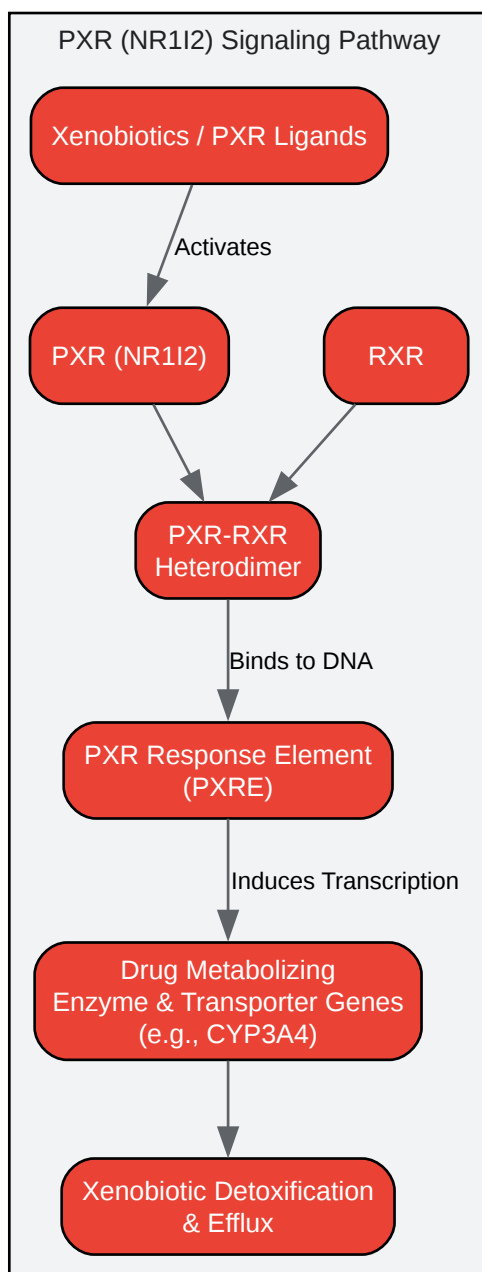 PXR (NR1I2) Signaling Pathway
Xenobiotics / PXR Ligands
Activates
PXR (NR1I2)
RXR
PXR-RXR
Heterodimer
Binds to DNA
PXR Response Element
(PXRE)
Induces Transcription
Drug Metabolizing
Enzyme & Transporter Genes
(e.g., CYP3A4)
Xenobiotic Detoxification
& Efflux